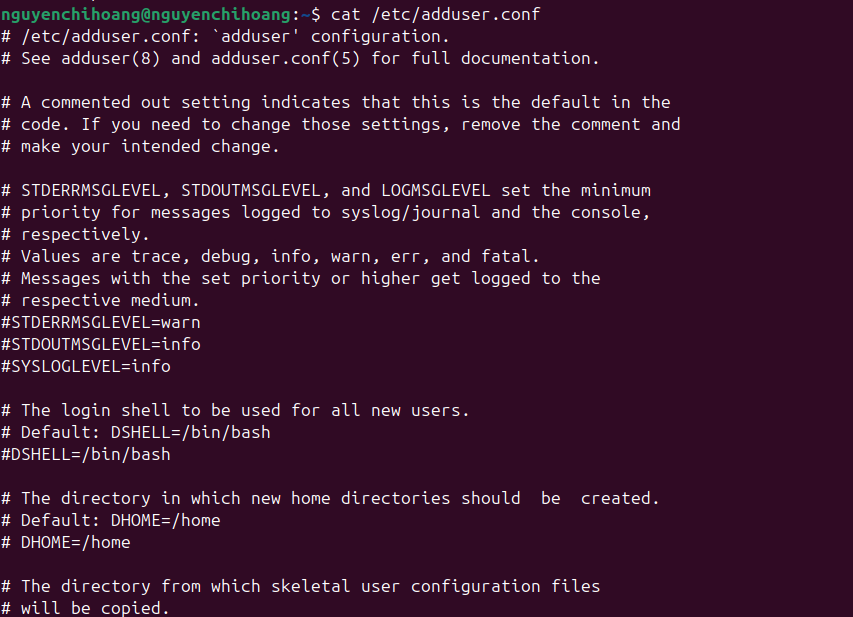 nguyenchihoang@nguyenchihoang:~$ cat /etc/adduser.conf
# /etc/adduser.conf: `adduser' configuration.
# See adduser(8) and adduser.conf(5) for full documentation.

# A commented out setting indicates that this is the default in the
# code. If you need to change those settings, remove the comment and
# make your intended change.

# STDERRMSGLEVEL, STDOUTMSGLEVEL, and LOGMSGLEVEL set the minimum
# priority for messages logged to syslog/journal and the console,
# respectively.
# Values are trace, debug, info, warn, err, and fatal.
# Messages with the set priority or higher get logged to the
# respective medium.
#STDERRMSGLEVEL=warn
#STDOUTMSGLEVEL=info
#SYSLOGLEVEL=info

# The login shell to be used for all new users.
# Default: DSHELL=/bin/bash
#DSHELL=/bin/bash

# The directory in which new home directories should  be  created.
# Default: DHOME=/home
# DHOME=/home

# The directory from which skeletal user configuration files
# will be copied.